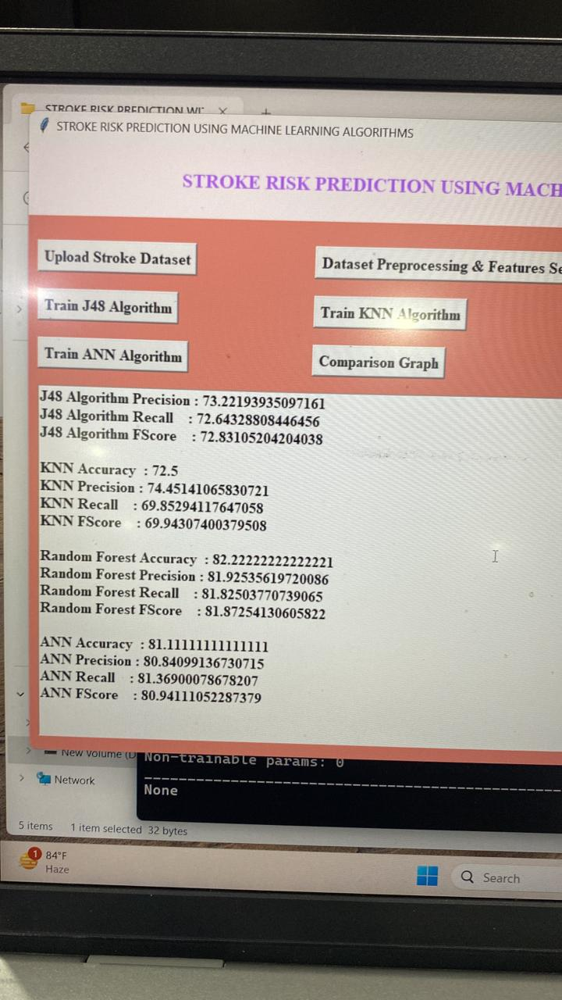 STROKE RISK PREDICTION WI
STROKE RISK PREDICTION USING MACHINE LEARNING ALGORITHMS
STROKE RISK PREDICTION USING MACH
Upload Stroke Dataset
Dataset Preprocessing & Features Se
Train J48 Algorithm
Train KNN Algorithm
Train ANN Algorithm
Comparison Graph
J48 Algorithm Precision : 73.22193935097161
J48 Algorithm Recall : 72.64328808446456
J48 Algorithm FScore : 72.83105204204038
KNN Accuracy : 72.5
KNN Precision : 74.45141065830721
KNN Recall : 69.85294117647058
KNN FScore : 69.94307400379508
Random Forest Accuracy : 82.22222222222221
Random Forest Precision : 81.92535619720086
Random Forest Recall : 81.82503770739065
Random Forest FScore : 81.87254130605822
ANN Accuracy : 81.11111111111111
ANN Precision : 80.84099136730715
ANN Recall : 81.36900078678207
ANN FScore : 80.94111052287379
New Volume (D
Non-trainable params: 0
None
Network
5 items 1 item selected 32 bytes
1
84°F
Haze
Search